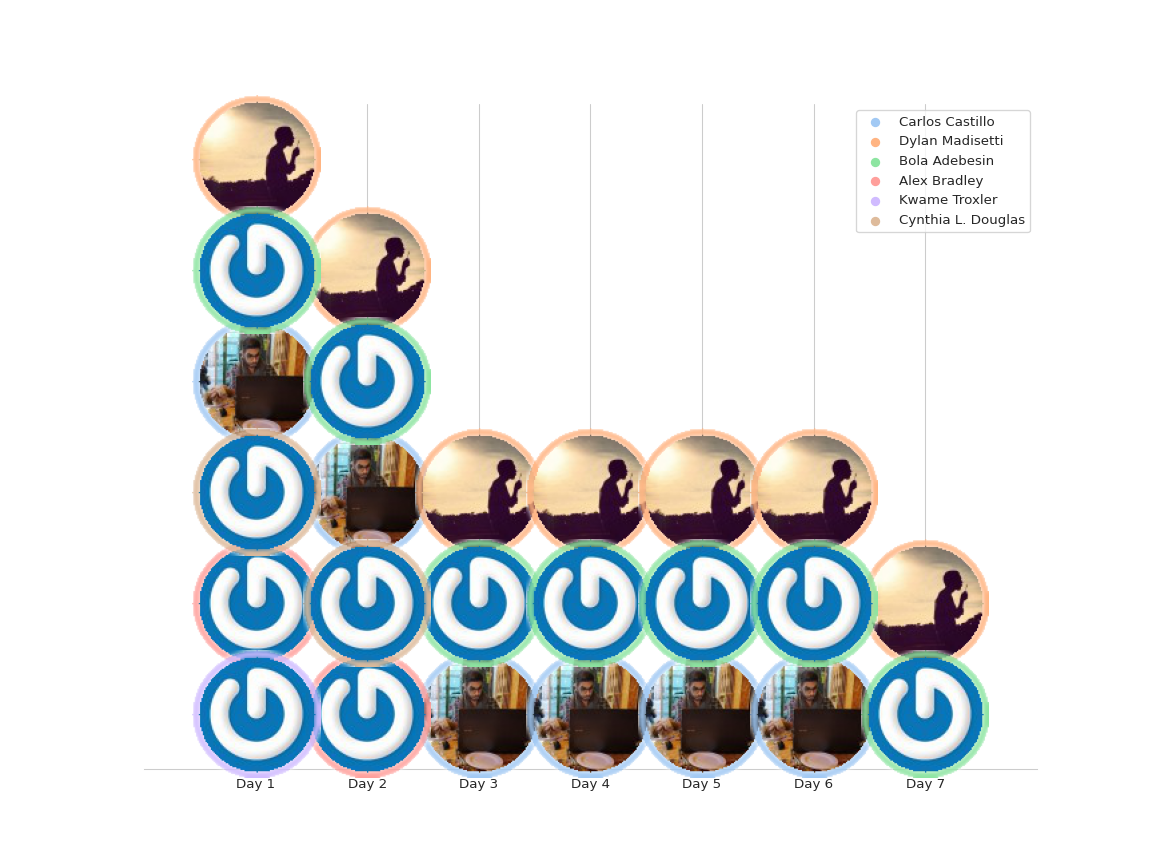 Carlos Castillo
Dylan Madisetti
Bola Adebesin
Alex Bradley
Kwame Troxler
Cynthia L. Douglas
Day 1 Day 2 Day 3 Day 4 Day 5 Day 6 Day 7